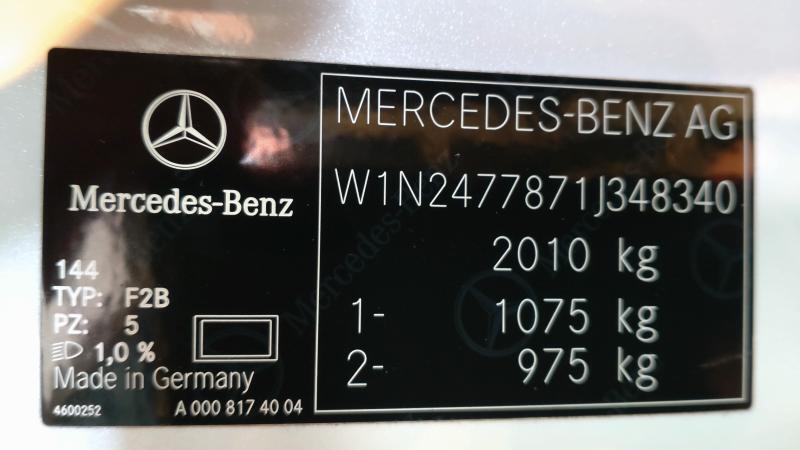 Mercedes-Benz
144
TYP: F2B
PZ: 5
1,0 %
Made in Germany
4600252 A 000 817 40 04
MERCEDES-BENZ AG
W1N2477871J348340
2010 kg
1- 1075 kg
2- 975 kg